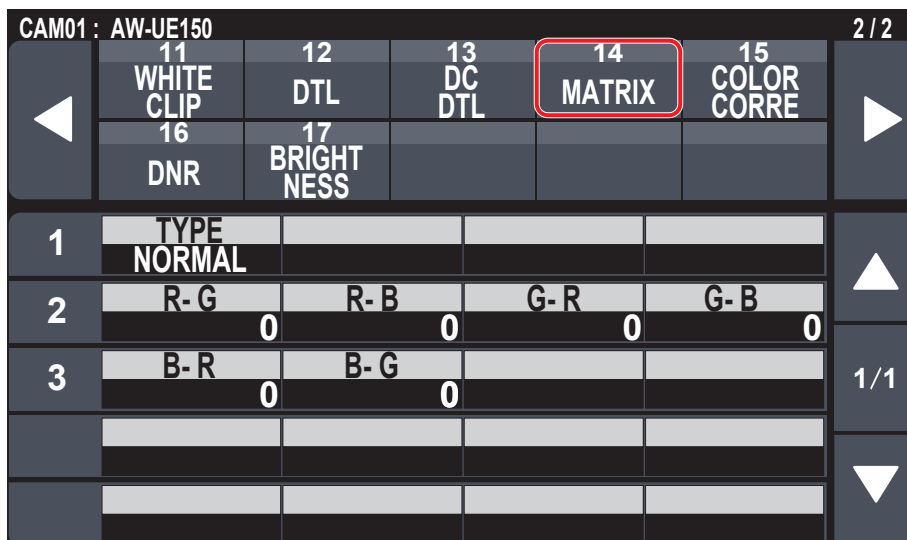 CAM01 : AW-UE150 2 / 2
11 12 13 14 15
WHITE CLIP DTL DC DTL MATRIX COLOR CORRE
16 17
DNR BRIGHT NESS
1 TYPE
NORMAL
2 R- G R- B G- R G- B
0 0 0 0
3 B- R B- G 1/1
0 0